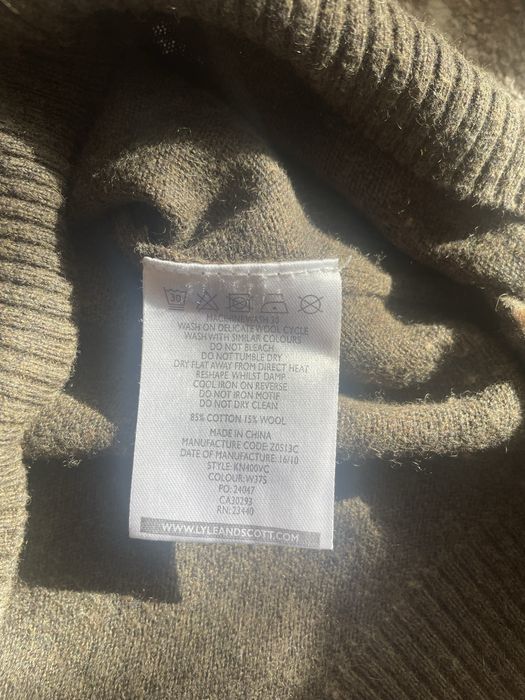 30
MACHINE WASH 30
WASH ON DELICATE WOOL CYCLE
WASH WITH SIMILAR COLOURS
DO NOT BLEACH
DO NOT TUMBLE DRY
DRY FLAT AWAY FROM DIRECT HEAT
RESHAPE WHILST DAMP
COOL IRON ON REVERSE
DO NOT IRON MOTIF
DO NOT DRY CLEAN
85% COTTON 15% WOOL
MADE IN CHINA
MANUFACTURE CODE: Z0513C
DATE OF MANUFACTURE: 16/10
STYLE: KN400VC
COLOUR: W375
PO: 24047
CA30293
RN: 23440
WWW.LYLEANDSCOTT.COM